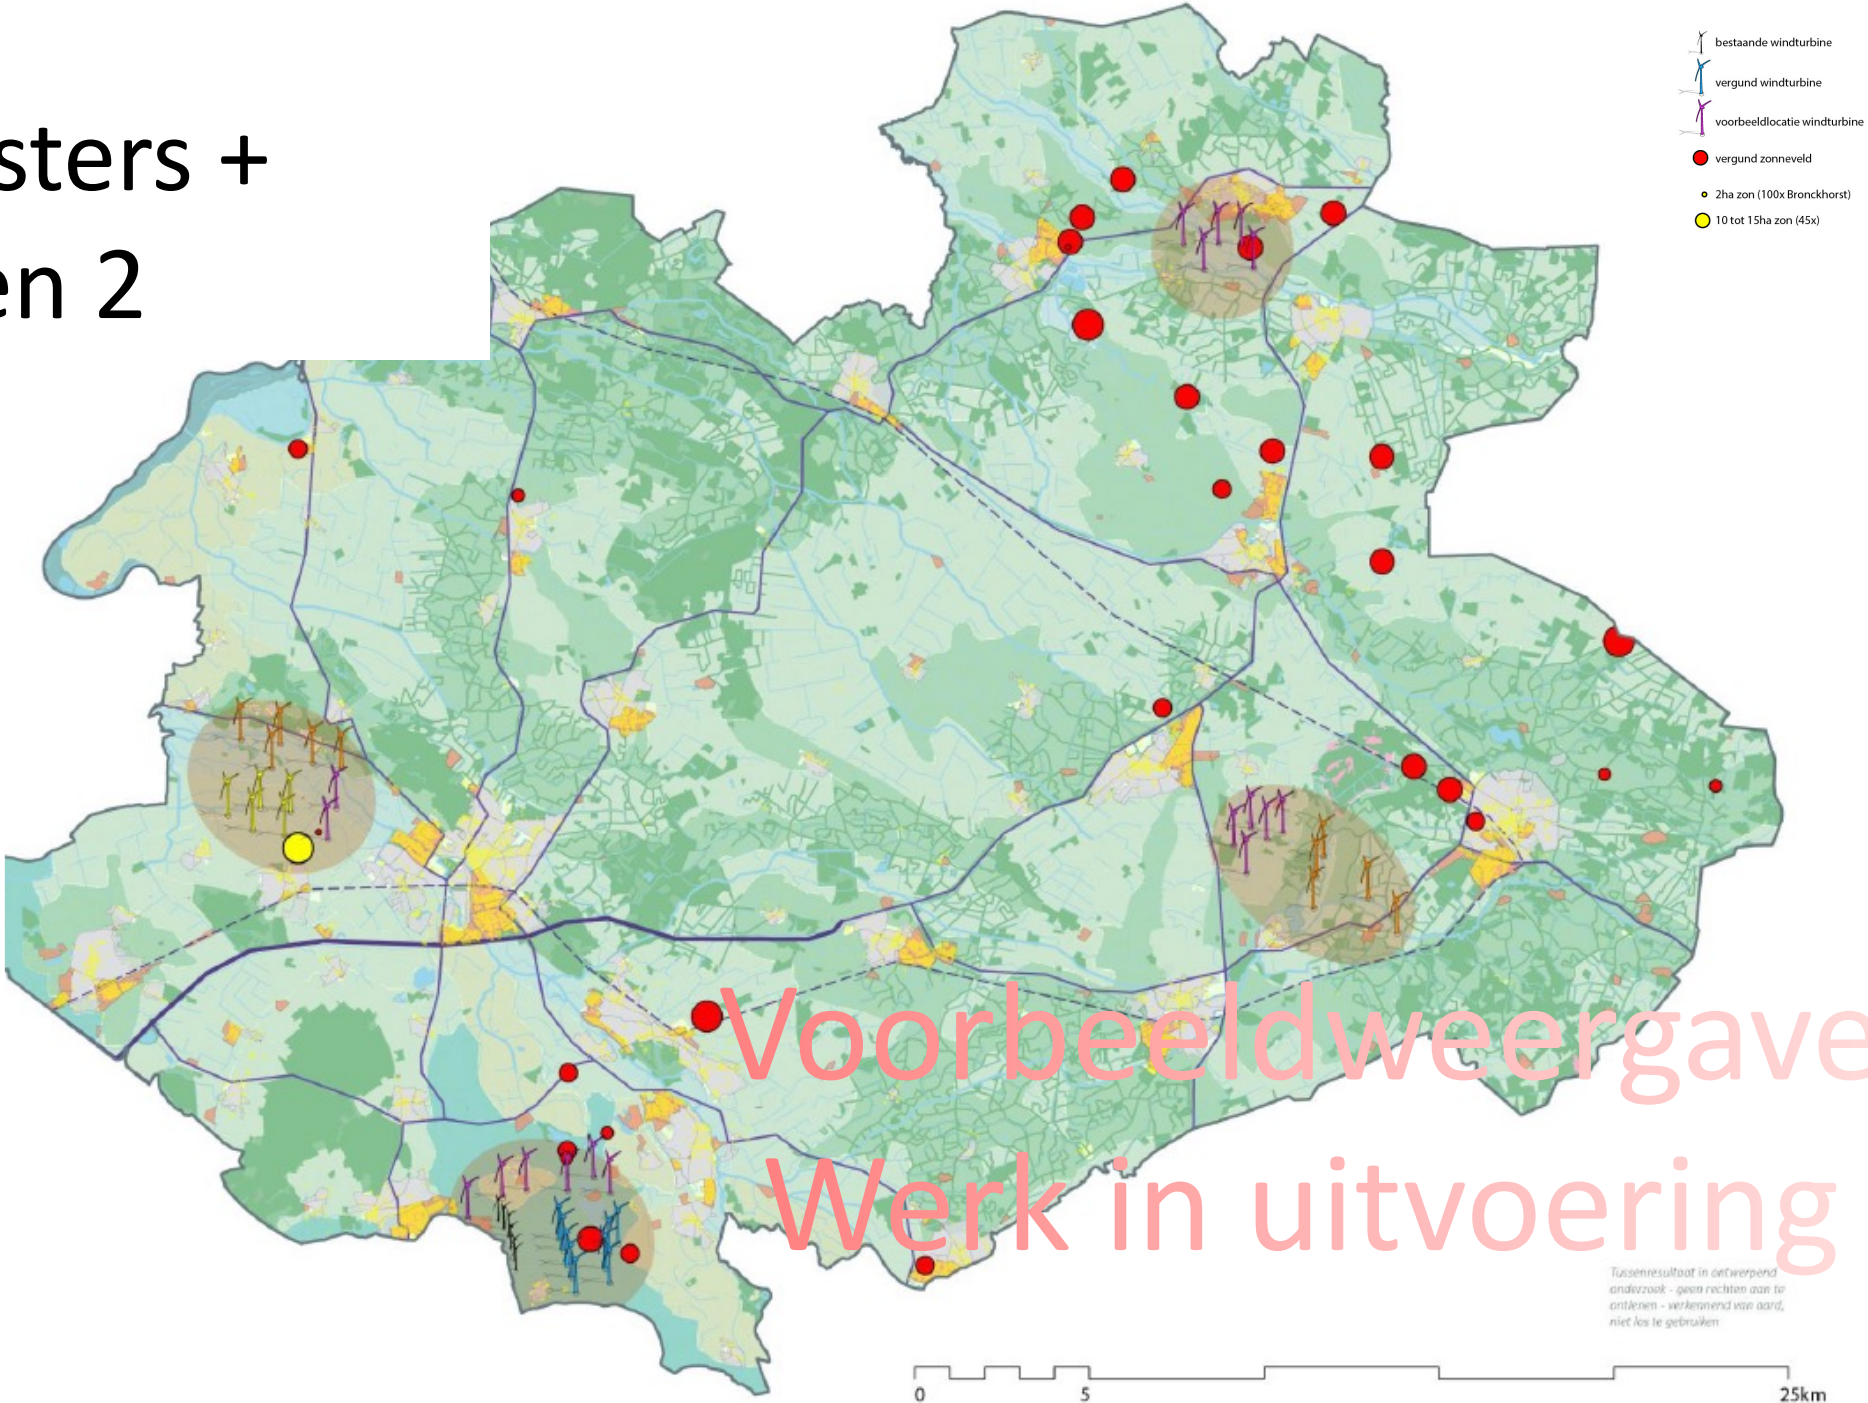 sters +
en 2
bestaande windturbine
vergund windturbine
voorbeeldlocatie windturbine
vergund zonneveld
2ha zon (100x Bronckhorst)
10 tot 15ha zon (45x)
Voorbeeldweergave
Werk in uitvoering
Tussenresultaat in ontwerpend
onderzoek - geen rechten aan te
ontlenen - verkennend van aard,
niet los te gebruiken
0 5 25km